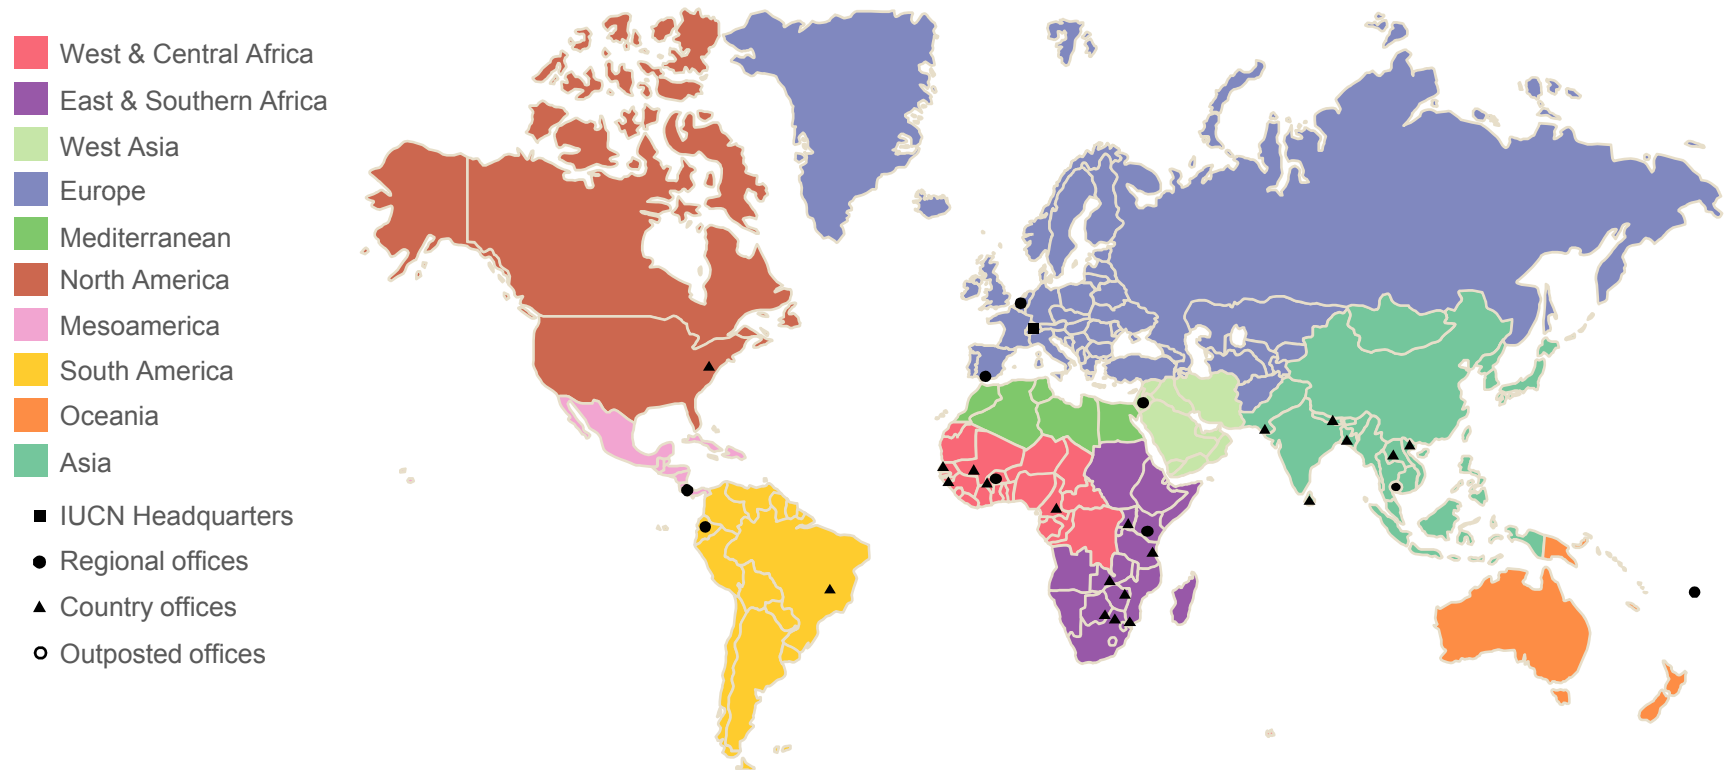 West & Central Africa
East & Southern Africa
West Asia
Europe
Mediterranean
North America
Mesoamerica
South America
Oceania
Asia
IUCN Headquarters
Regional offices
Country offices
Outposted offices